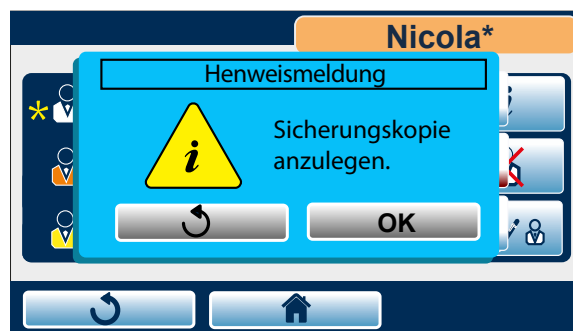 Nicola*
Henweismeldung
Sicherungskopie
anzulegen.
OK